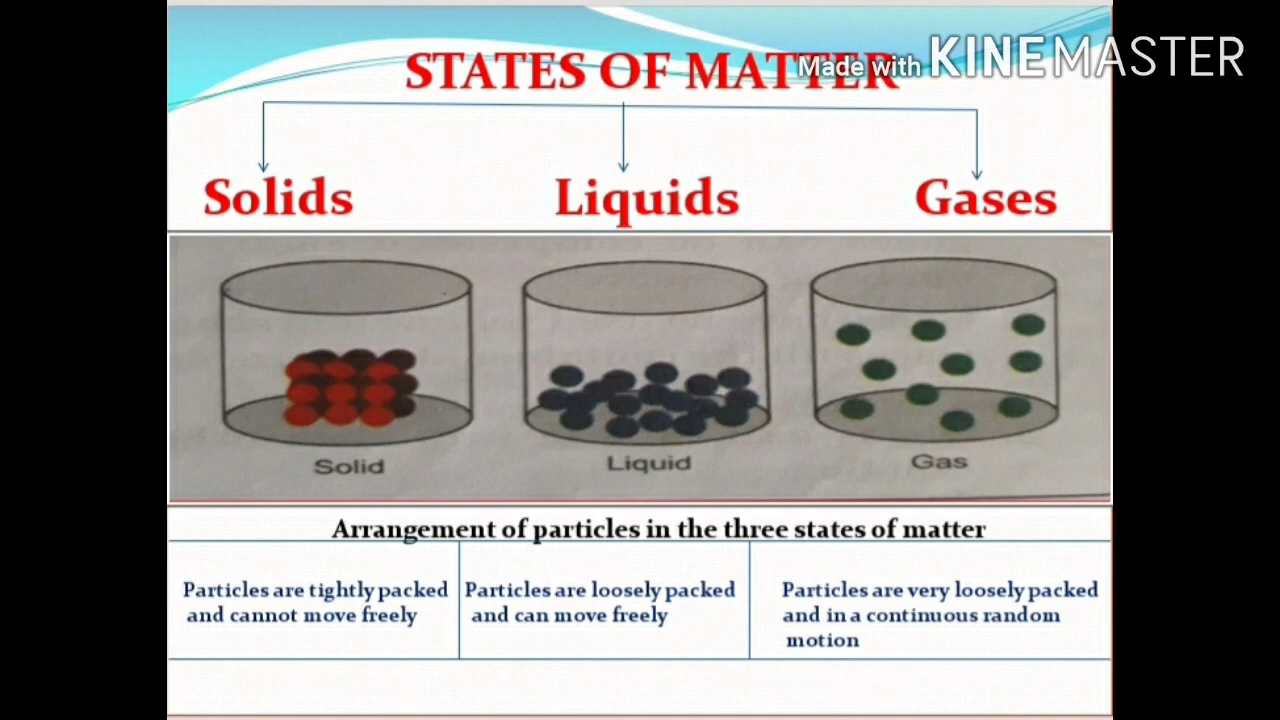 STATES OF MATTER
Made with KINEMASTER
Solids
Liquids
Gases
Solid
Liquid
Gas
Arrangement of particles in the three states of matter
Particles are tightly packed
and cannot move freely
Particles are loosely packed
and can move freely
Particles are very loosely packed
and in a continuous random
motion